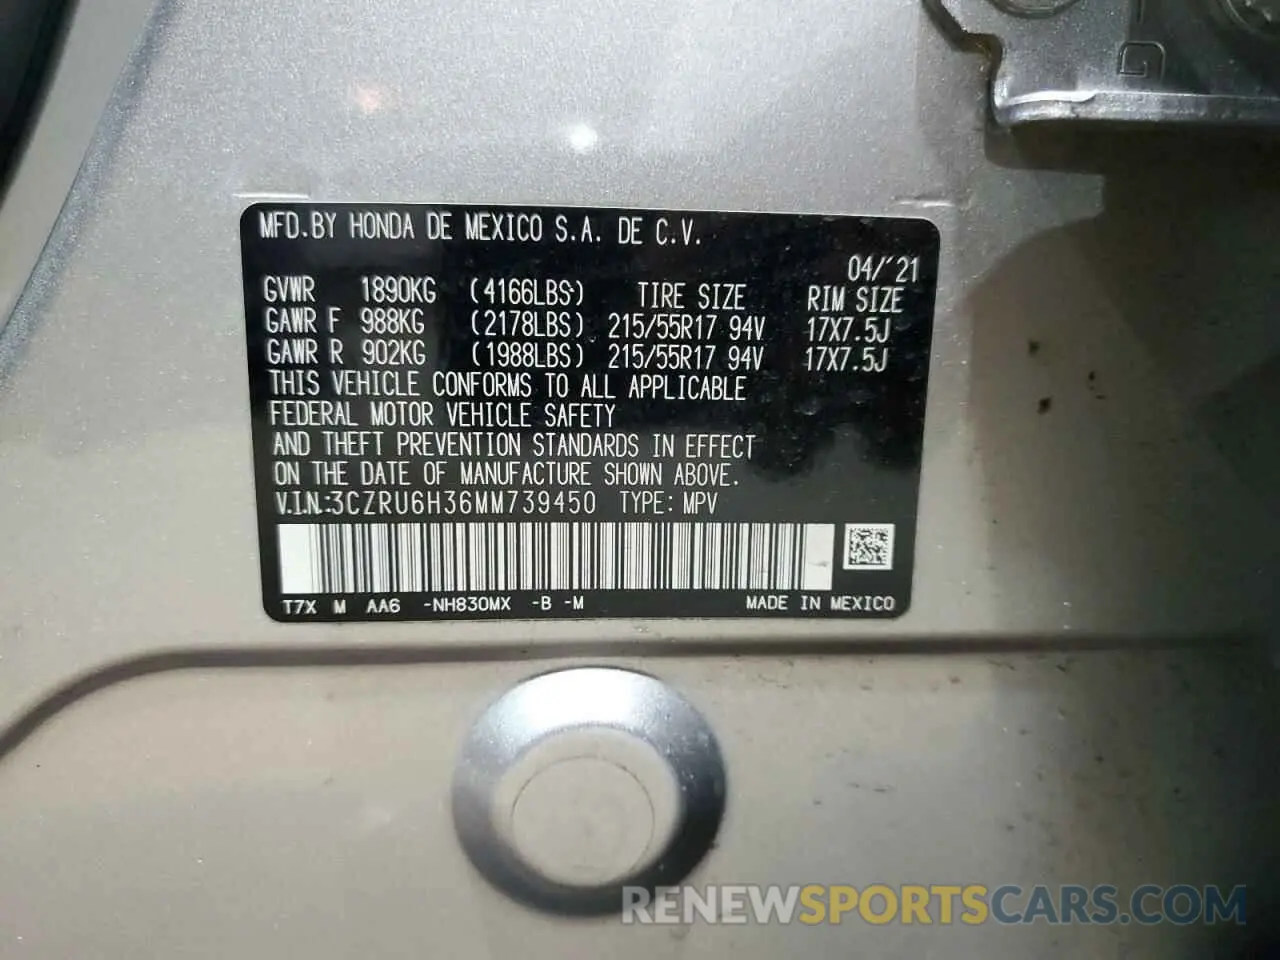 MFD.BY HONDA DE MEXICO S.A. DE C.V.
04/'21
GVWR 1890KG (4166LBS) TIRE SIZE RIM SIZE
GAWR F 988KG (2178LBS) 215/55R17 94V 17X7.5J
GAWR R 902KG (1988LBS) 215/55R17 94V 17X7.5J
THIS VEHICLE CONFORMS TO ALL APPLICABLE
FEDERAL MOTOR VEHICLE SAFETY
AND THEFT PREVENTION STANDARDS IN EFFECT
ON THE DATE OF MANUFACTURE SHOWN ABOVE.
V.I.N.:3CZRU6H36MM739450 TYPE: MPV
T7X M AA6 -NH830MX -B -M MADE IN MEXICO
RENEWSPORTSCARS.COM